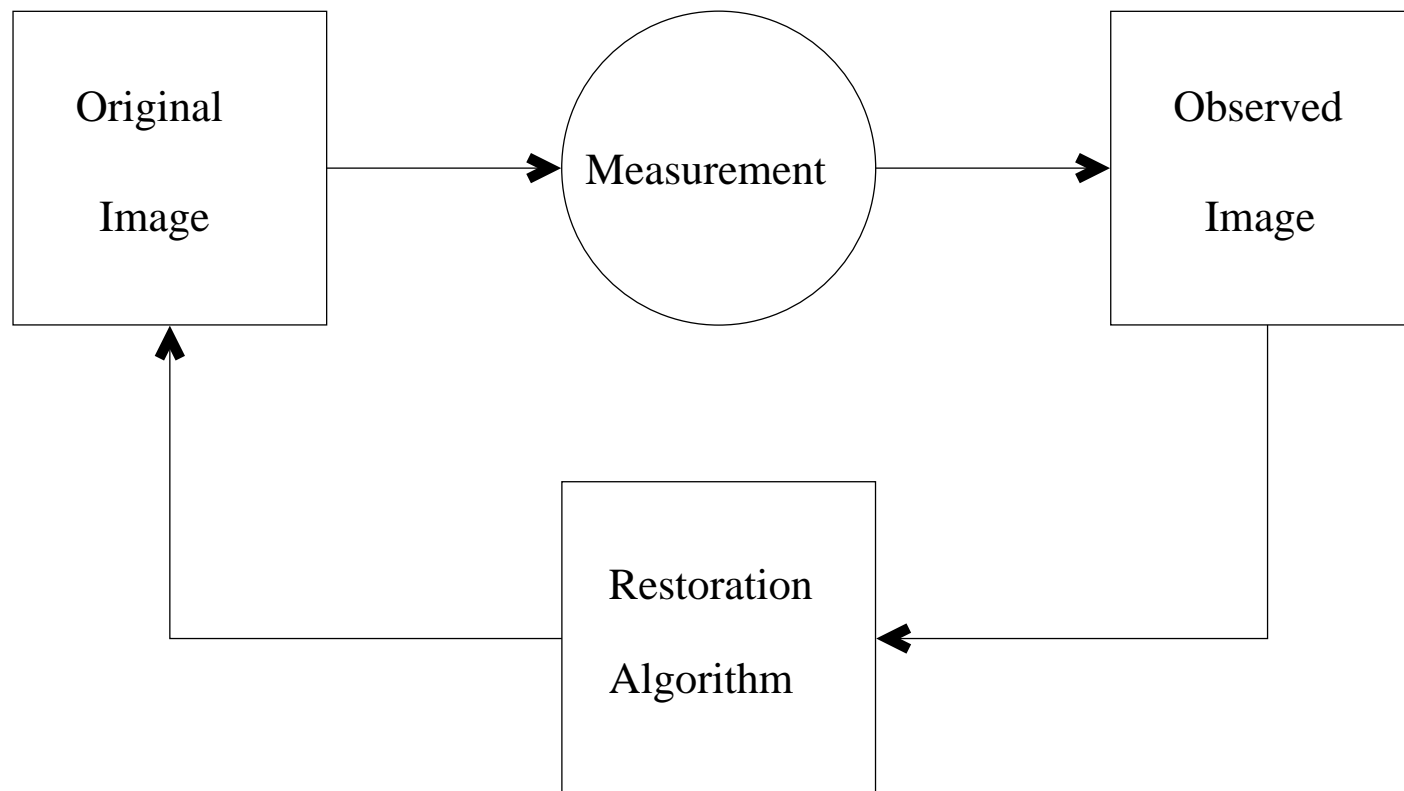 Original
Image
Measurement
Observed
Image
Restoration
Algorithm